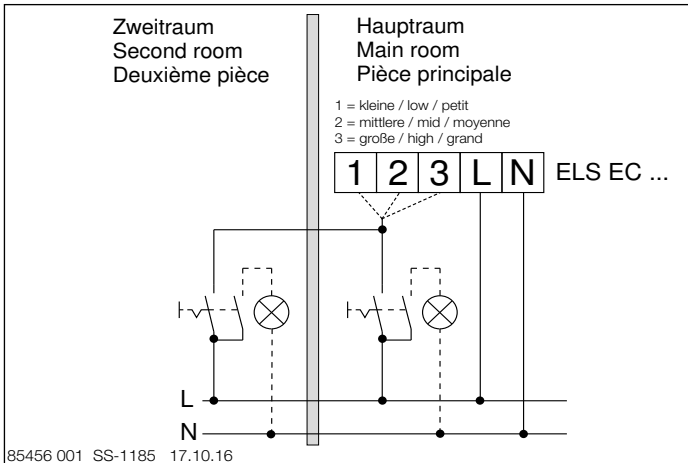 Zweitraum
Second room
Deuxième pièce
Hauptraum
Main room
Pièce principale
1 = kleine / low / petit
2 = mittlere / mid / moyenne
3 = große / high / grand
1 2 3 L N ELS EC ...
L
N
85456 001 SS-1185 17.10.16